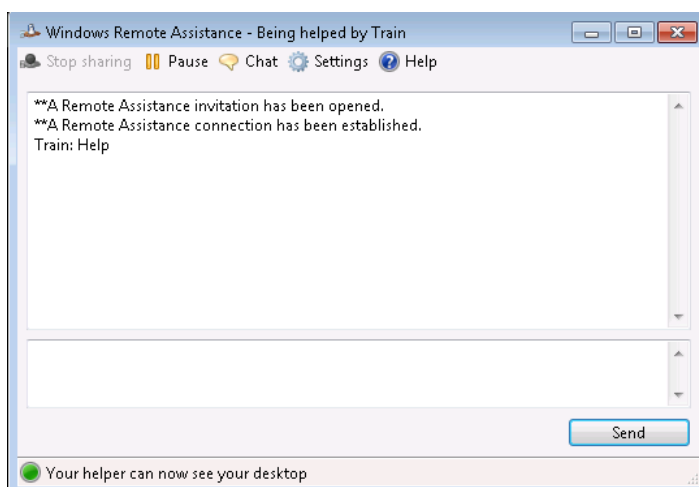 Windows Remote Assistance - Being helped by Train
Stop sharing Pause Chat Settings Help
**A Remote Assistance invitation has been opened.
**A Remote Assistance connection has been established.
Train: Help
Send
Your helper can now see your desktop